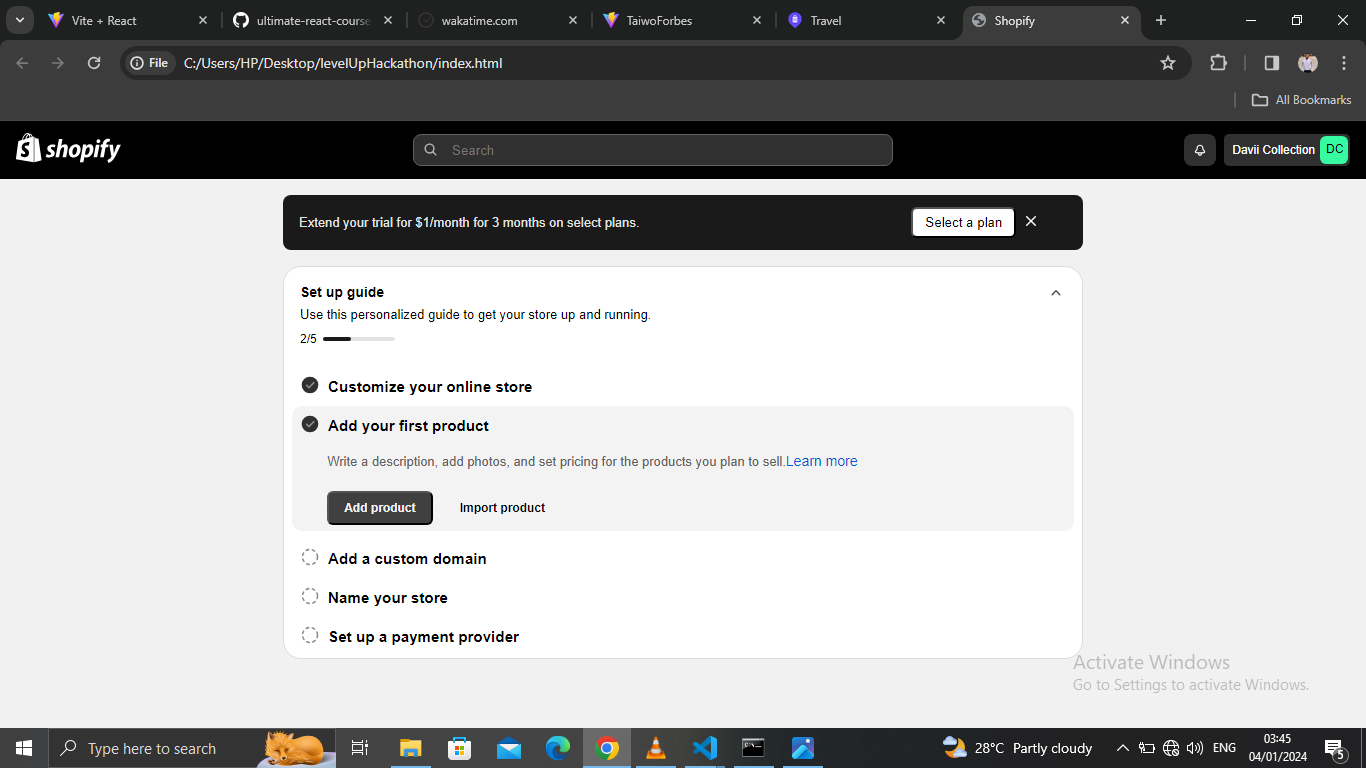 Vite + React
ultimate-react-course
wakatime.com
TaiwoForbes
Travel
Shopify
File
C:/Users/HP/Desktop/levelUpHackathon/index.html
All Bookmarks
shopify
Search
Davii Collection DC
Extend your trial for $1/month for 3 months on select plans.
Select a plan
Set up guide
Use this personalized guide to get your store up and running.
2/5
Customize your online store
Add your first product
Write a description, add photos, and set pricing for the products you plan to sell.Learn more
Add product
Import product
Add a custom domain
Name your store
Set up a payment provider
Activate Windows
Go to Settings to activate Windows.
Type here to search
28°C Partly cloudy
ENG
03:45
04/01/2024
5